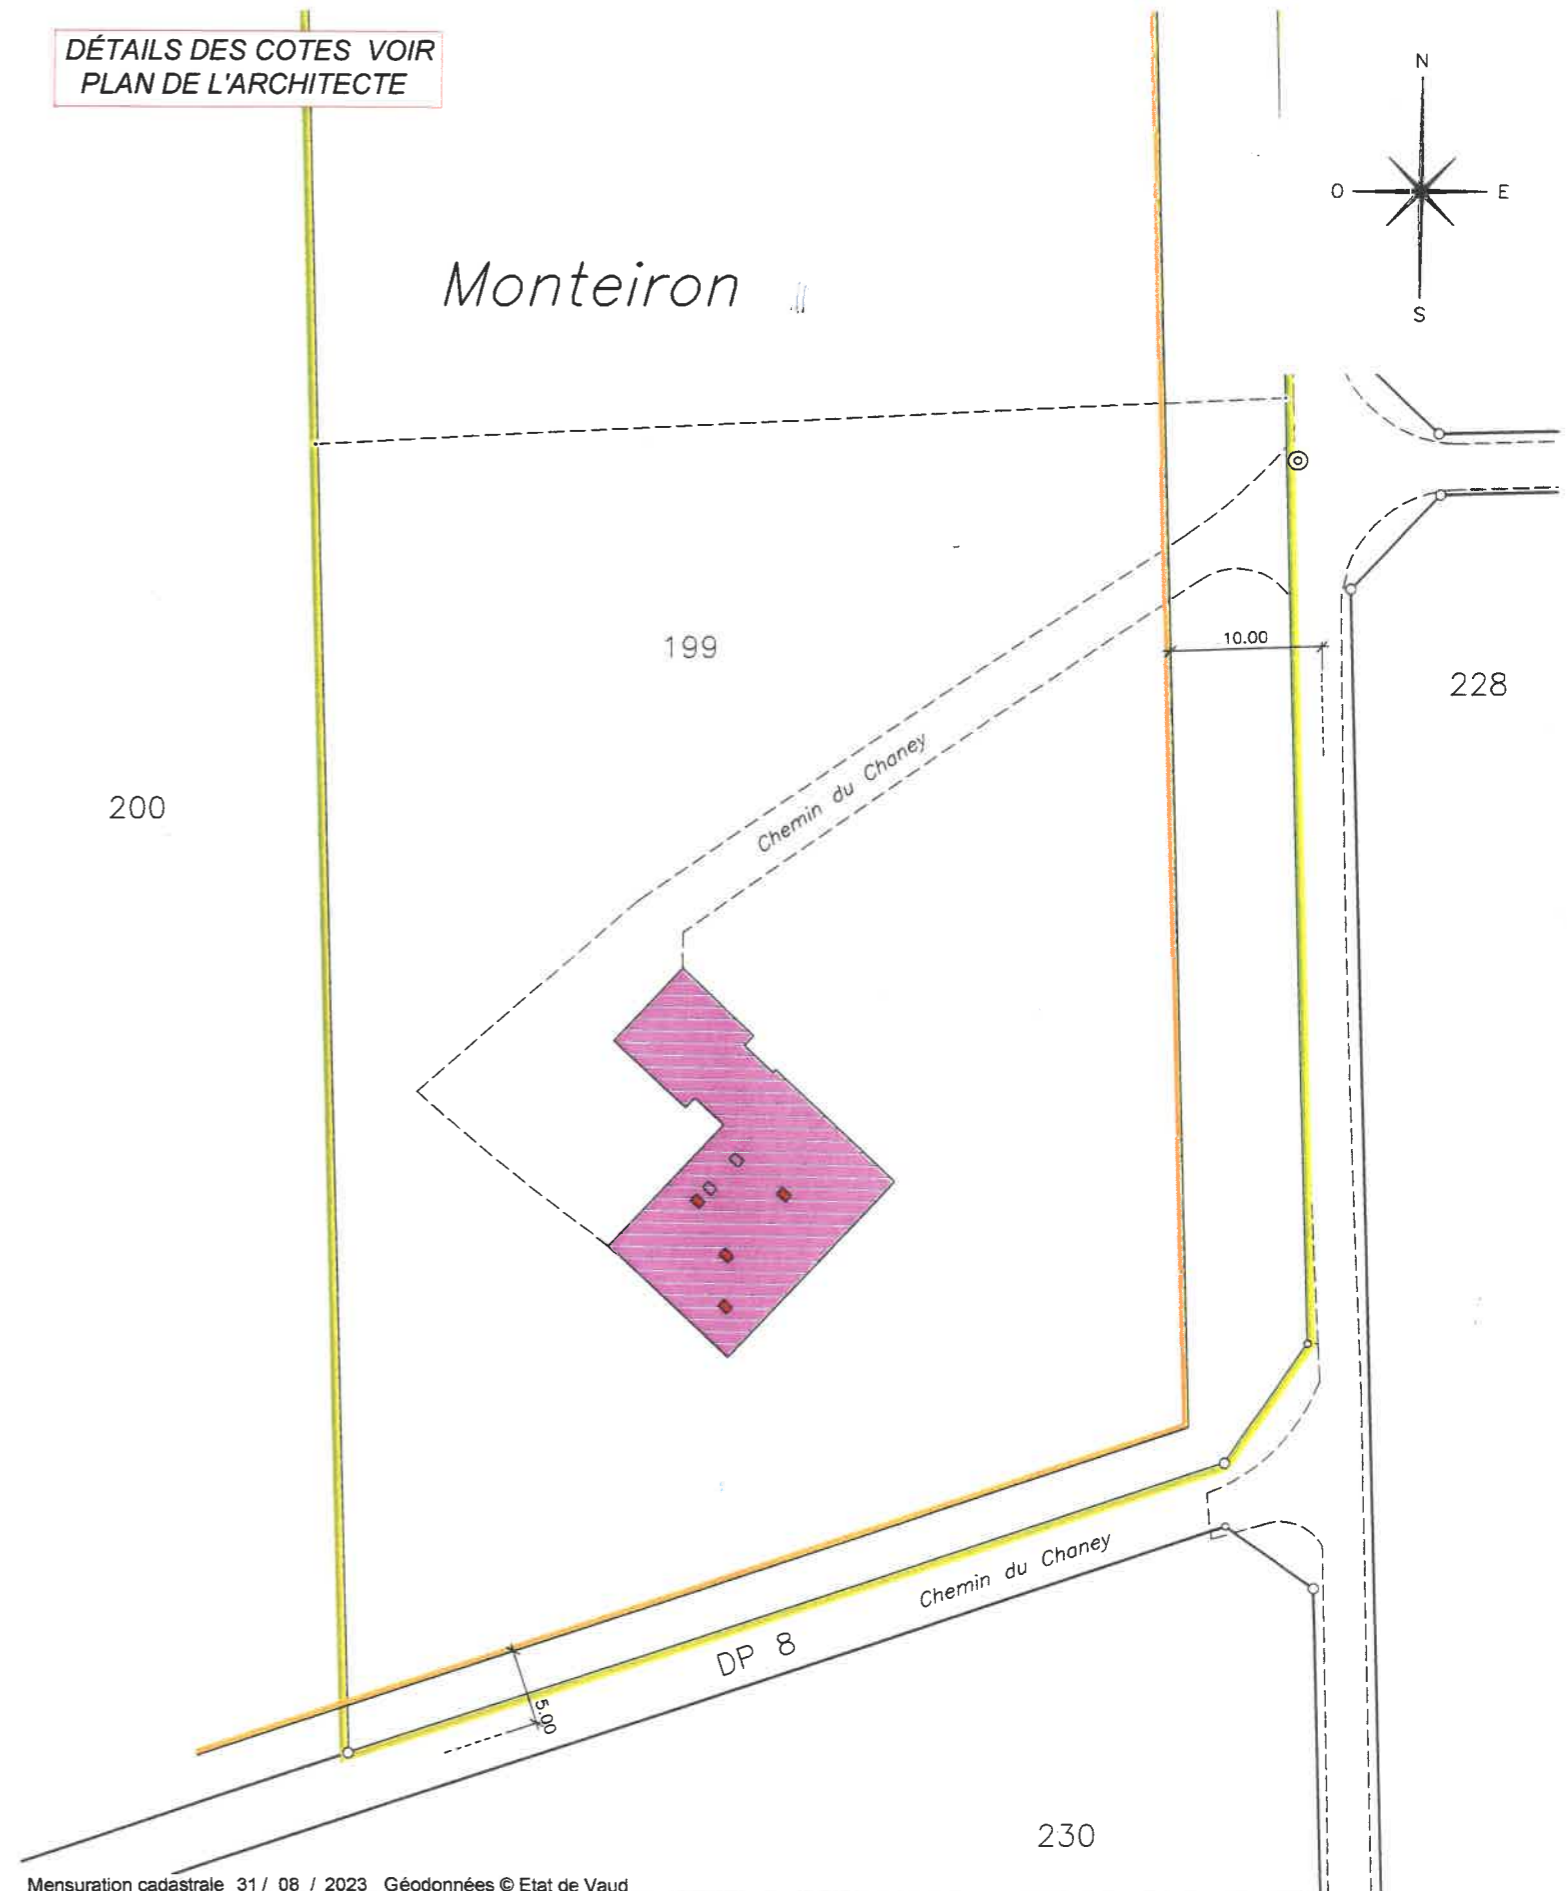 DÉTAILS DES COTES VOIR
PLAN DE L'ARCHITECTE
N
O
E
S
Monteiron
199
10.00
228
200
Chemin du Chaney
Chemin du Chaney
DP 8
5.00
230
Mensuration cadastrale 31 / 08 / 2023 Géodonnées © Etat de Vaud